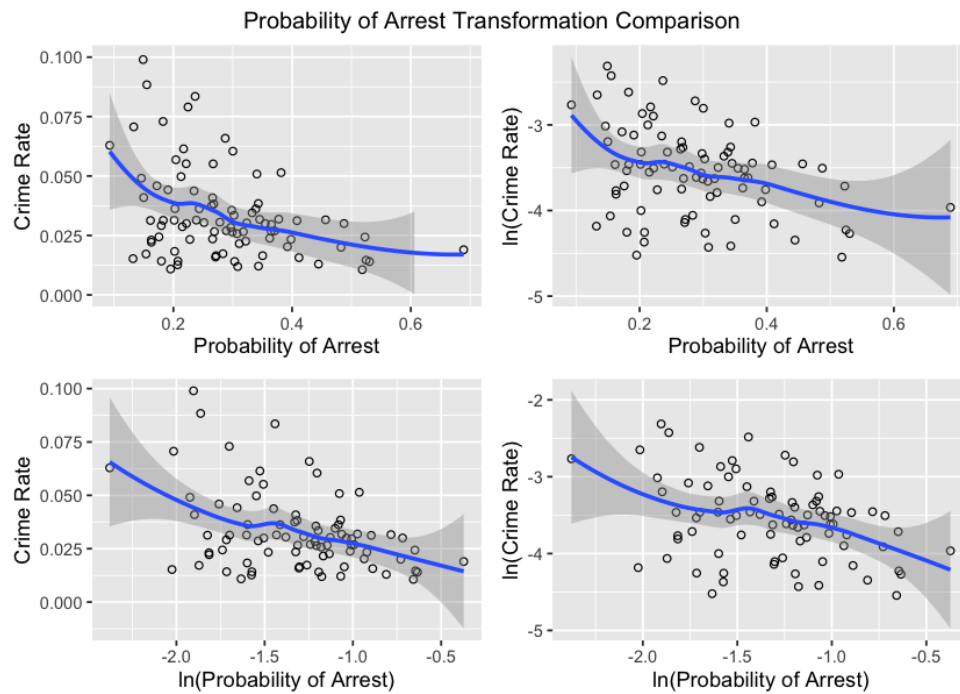 Probability of Arrest Transformation Comparison
Crime Rate
0.100
0.075
0.050
0.025
0.000
0.2 0.4 0.6
Probability of Arrest
ln(Crime Rate)
-3
-4
-5
0.2 0.4 0.6
Probability of Arrest
Crime Rate
0.100
0.075
0.050
0.025
0.000
-2.0 -1.5 -1.0 -0.5
ln(Probability of Arrest)
ln(Crime Rate)
-2
-3
-4
-5
-2.0 -1.5 -1.0 -0.5
ln(Probability of Arrest)